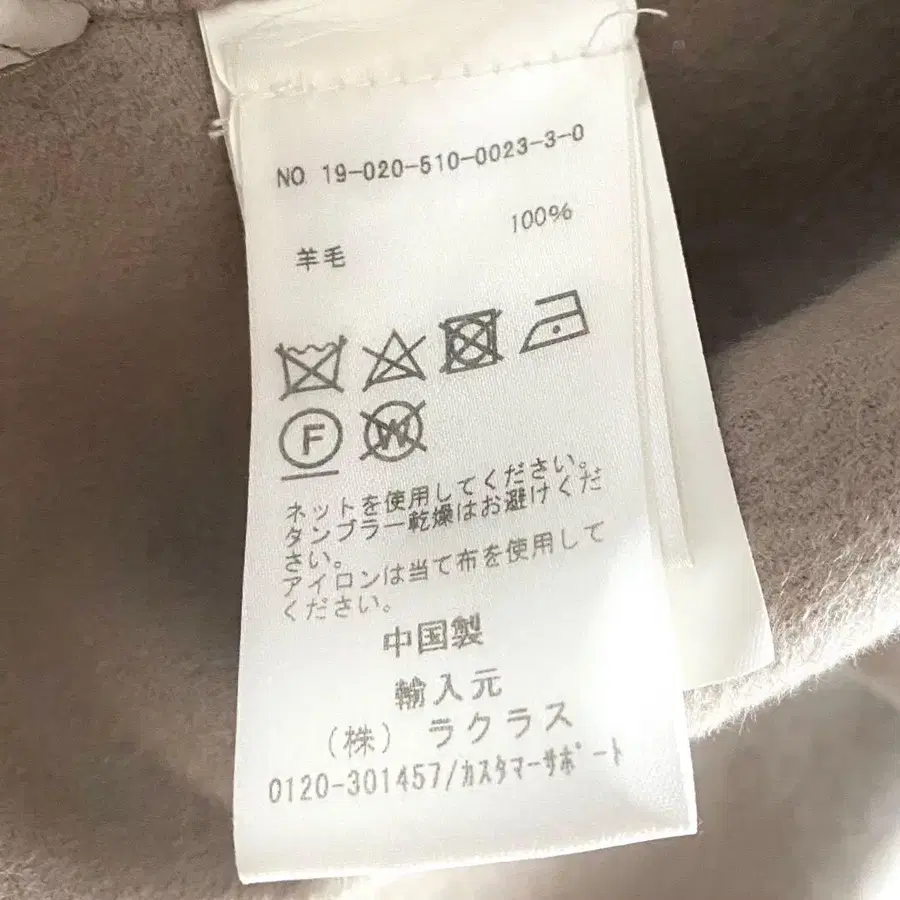 NO 19-020-510-0023-3-0
100%
羊毛
F
W
ネットを使用してください。
タンブラー乾燥はお避けくだ
さい。
アイロンは当て布を使用して
ください。
中国製
輸入元
（株） ラクラス
0120-301457/ｶｽﾀﾏｰｻﾎﾟｰﾄ